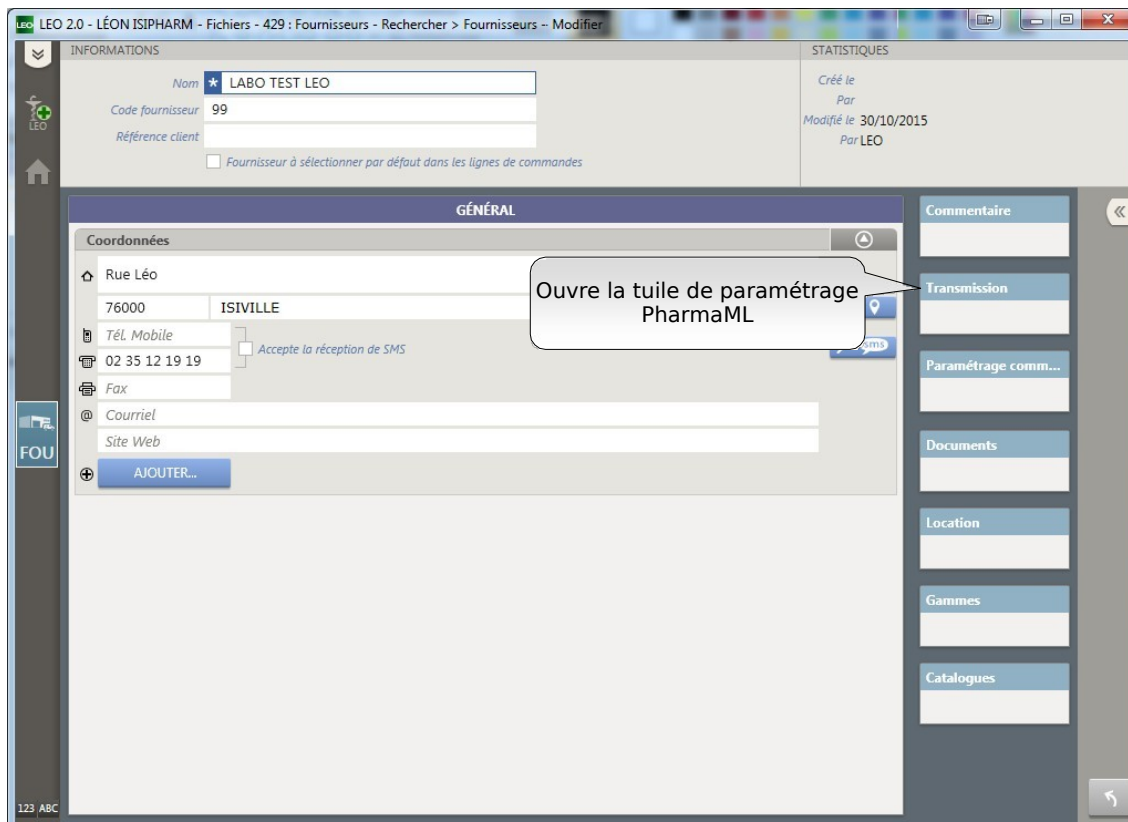 LEO LEO 2.0 - LÉON ISIPHARM - Fichiers - 429 : Fournisseurs - Rechercher > Fournisseurs -- Modifier
INFORMATIONS
Nom * LABO TEST LEO
Code fournisseur 99
Référence client
Fournisseur à sélectionner par défaut dans les lignes de commandes
STATISTIQUES
Créé le
Par
Modifié le 30/10/2015
Par LEO
LEO
FOU
123 ABC
GÉNÉRAL
Coordonnées
Rue Léo
76000 ISIVILLE
Tél. Mobile
Accepte la réception de SMS
02 35 12 19 19
Fax
@ Courriel
Site Web
AJOUTER...
sms
Ouvre la tuile de paramétrage
PharmaML
Commentaire
Transmission
Paramétrage comm...
Documents
Location
Gammes
Catalogues